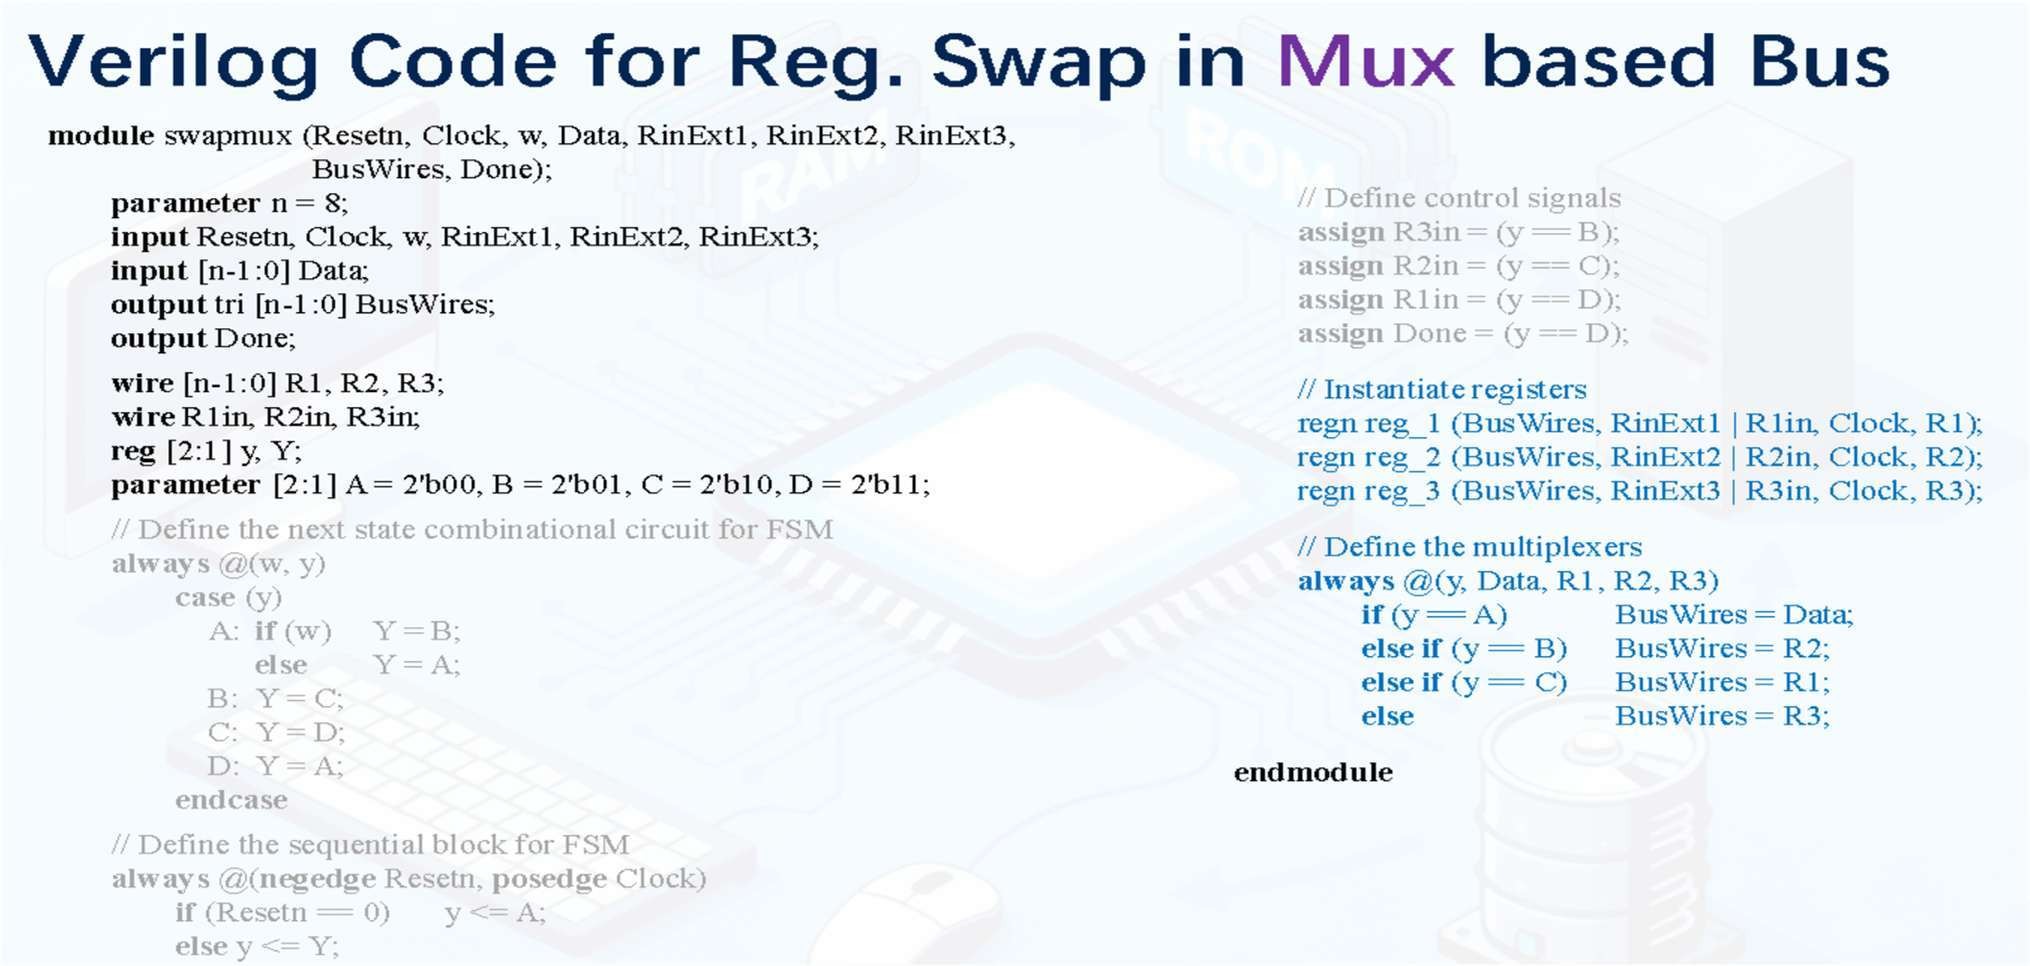 Verilog Code for Reg. Swap in Mux based Bus
module swapmux (Resetn, Clock, w, Data, RinExt1, RinExt2, RinExt3,
BusWires, Done);
parameter n = 8;
input Resetn, Clock, w, RinExt1, RinExt2, RinExt3;
input [n-1:0] Data;
output tri [n-1:0] BusWires;
output Done;
wire [n-1:0] R1, R2, R3;
wire R1in, R2in, R3in;
reg [2:1] y, Y;
parameter [2:1] A = 2'b00, B = 2'b01, C = 2'b10, D = 2'b11;
// Define the next state combinational circuit for FSM
always @(w, y)
case (y)
A: if (w) Y = B;
else Y = A;
B: Y = C;
C: Y = D;
D: Y = A;
endcase
// Define the sequential block for FSM
always @(negedge Resetn, posedge Clock)
if (Resetn == 0) y <= A;
else y <= Y;
// Define control signals
assign R3in = (y == B);
assign R2in = (y == C);
assign R1in = (y == D);
assign Done = (y == D);
// Instantiate registers
regn reg_1 (BusWires, RinExt1 | R1in, Clock, R1);
regn reg_2 (BusWires, RinExt2 | R2in, Clock, R2);
regn reg_3 (BusWires, RinExt3 | R3in, Clock, R3);
// Define the multiplexers
always @(y, Data, R1, R2, R3)
if (y == A) BusWires = Data;
else if (y == B) BusWires = R2;
else if (y == C) BusWires = R1;
else BusWires = R3;
endmodule
RAM
ROM